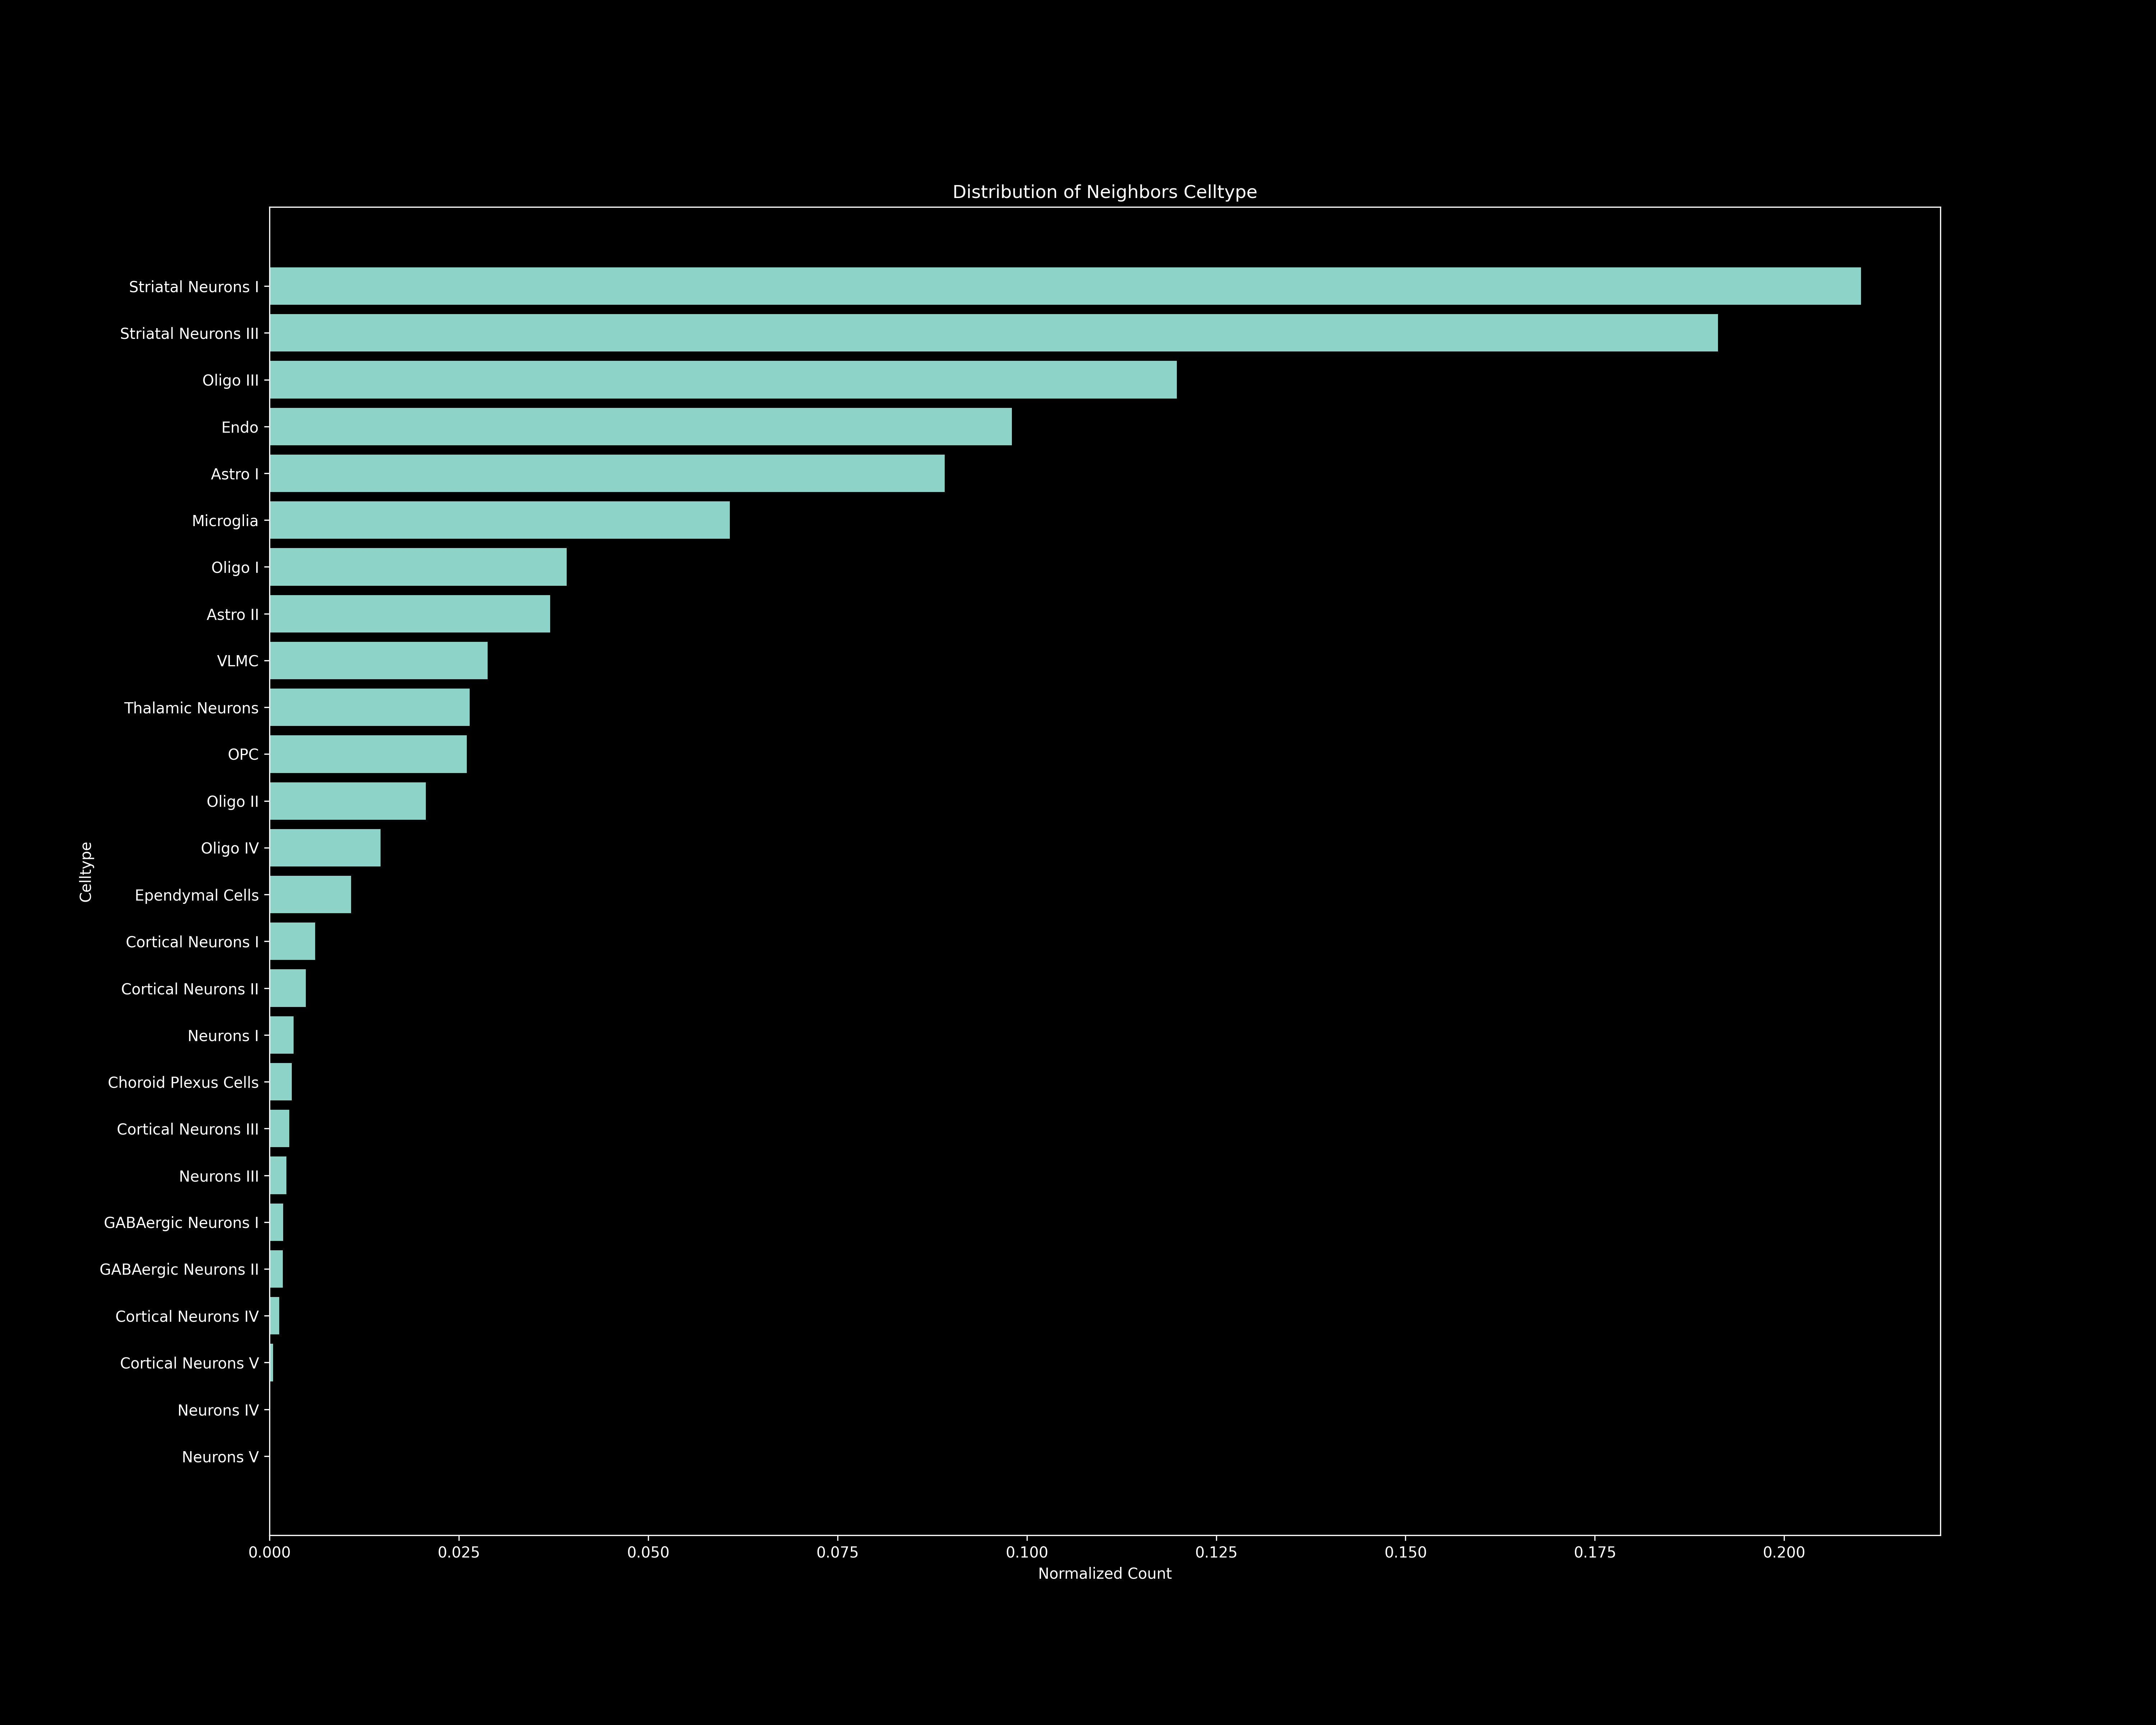 Distribution of Neighbors Celltype
Striatal Neurons I
Striatal Neurons III
Oligo III
Endo
Astro I
Microglia
Oligo I
Astro II
VLMC
Thalamic Neurons
OPC
Oligo II
Oligo IV
Ependymal Cells
Cortical Neurons I
Cortical Neurons II
Neurons I
Choroid Plexus Cells
Cortical Neurons III
Neurons III
GABAergic Neurons I
GABAergic Neurons II
Cortical Neurons IV
Cortical Neurons V
Neurons IV
Neurons V
Celltype
0.000 0.025 0.050 0.075 0.100 0.125 0.150 0.175 0.200
Normalized Count